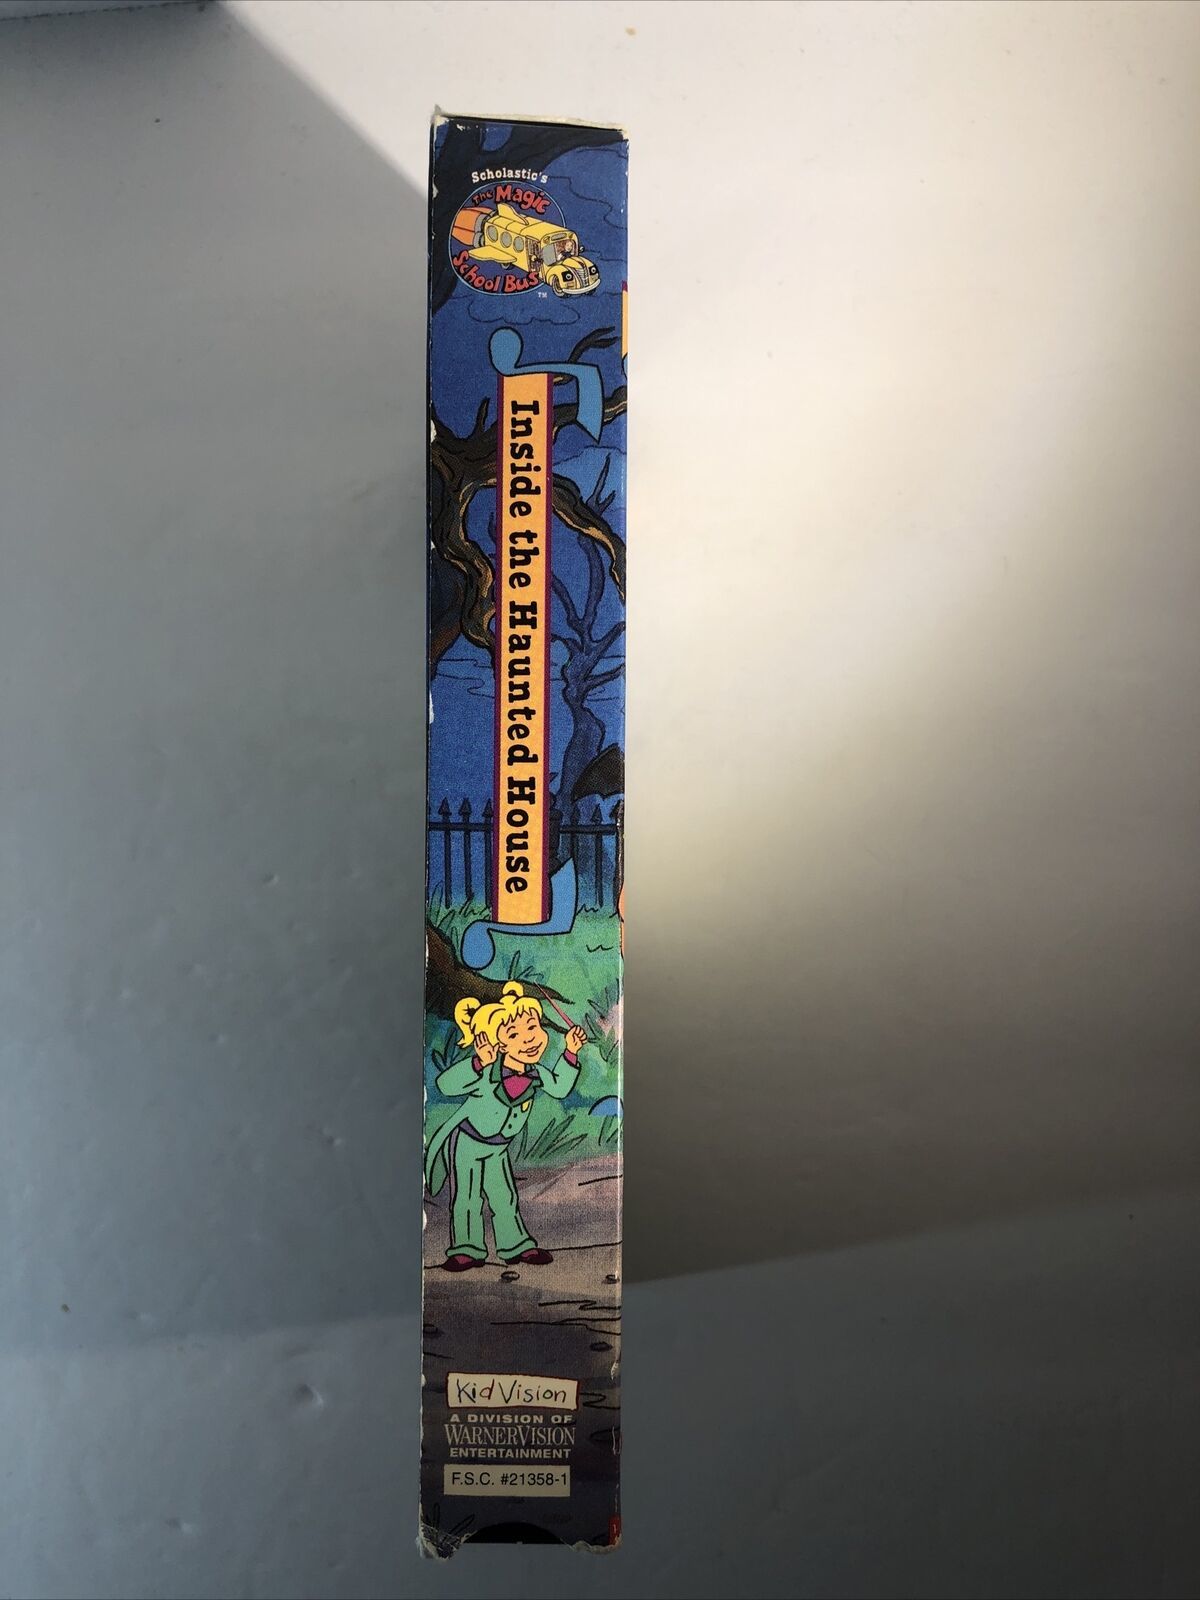 Scholastic's
The Magic
School Bus
TM
Inside the Haunted House
Kid Vision
A DIVISION OF
WARNERVISION
ENTERTAINMENT
F.S.C. #21358-1